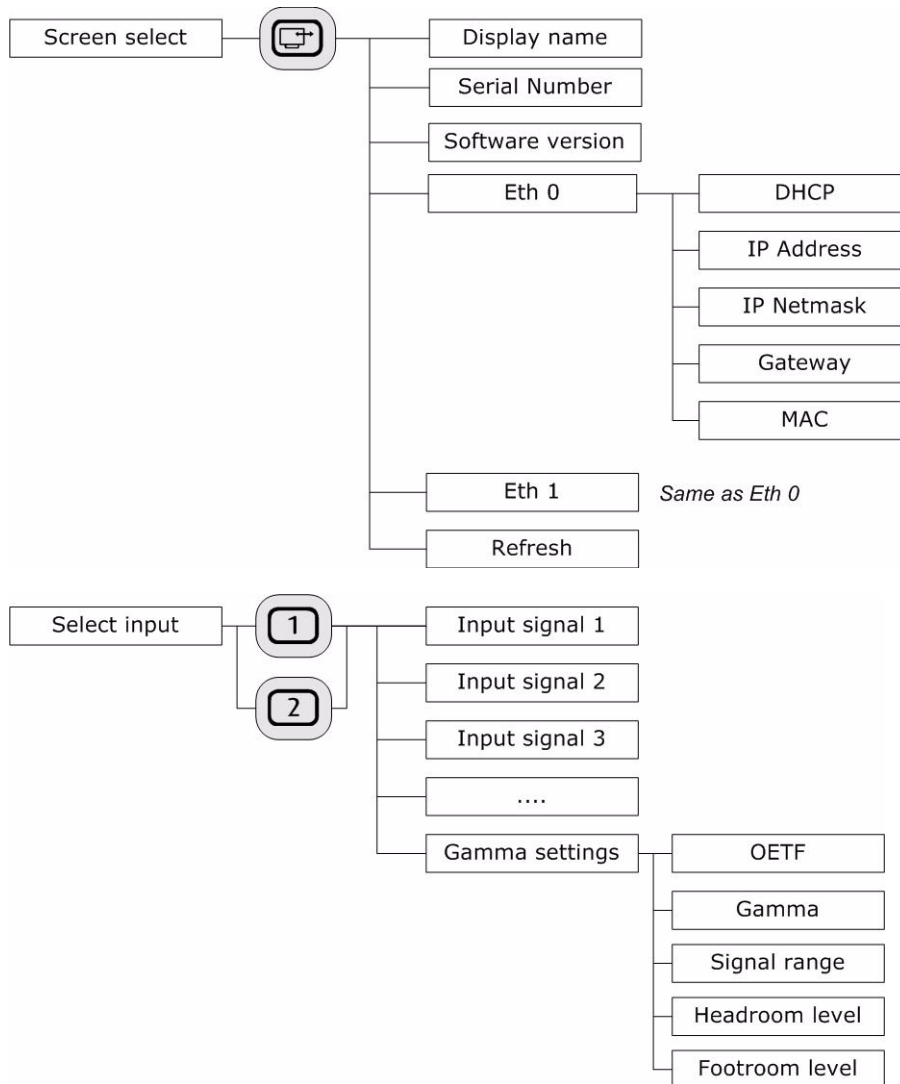 Screen select
Display name
Serial Number
Software version
Eth 0
DHCP
IP Address
IP Netmask
Gateway
MAC
Eth 1
Same as Eth 0
Refresh
Select input
1
2
Input signal 1
Input signal 2
Input signal 3
....
Gamma settings
OETF
Gamma
Signal range
Headroom level
Footroom level